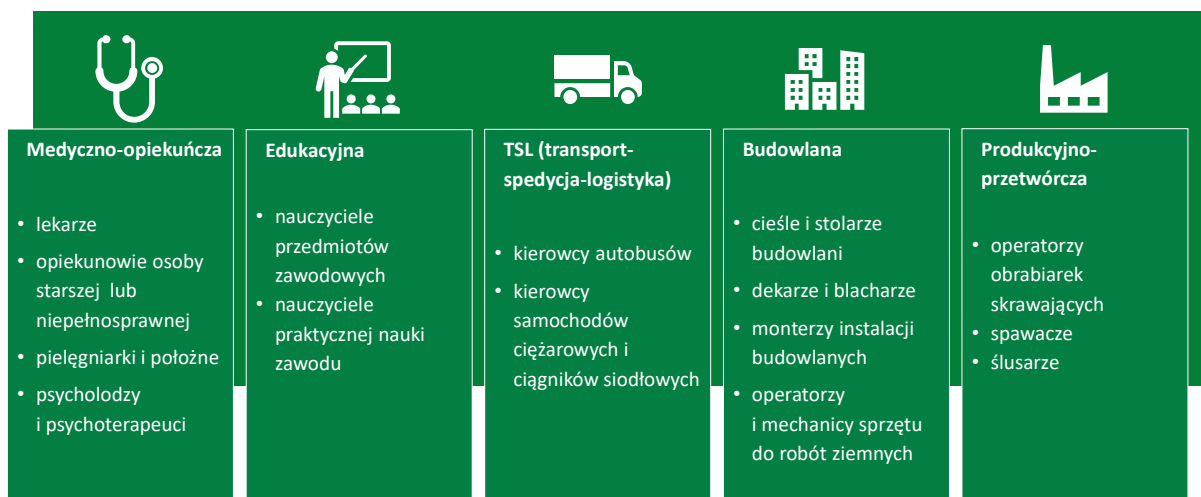 Medyczno-opiekuńcza
• lekarze
• opiekunowie osoby
starszej lub
niepełnosprawnej
• pielęgniarki i położne
• psycholodzy
i psychoterapeuci
Edukacyjna
• nauczyciele
przedmiotów
zawodowych
• nauczyciele
praktycznej nauki
zawodu
TSL (transport-
spedycja-logistyka)
• kierowcy autobusów
• kierowcy
samochodów
ciężarowych i
ciągników siodłowych
Budowlana
• cieśle i stolarze
budowlani
• dekarze i blacharze
• monterzy instalacji
budowlanych
• operatorzy
i mechanicy sprzętu
do robót ziemnych
Produkcyjno-
przetwórcza
• operatorzy
obrabiarek
skrawających
• spawacze
• ślusarze